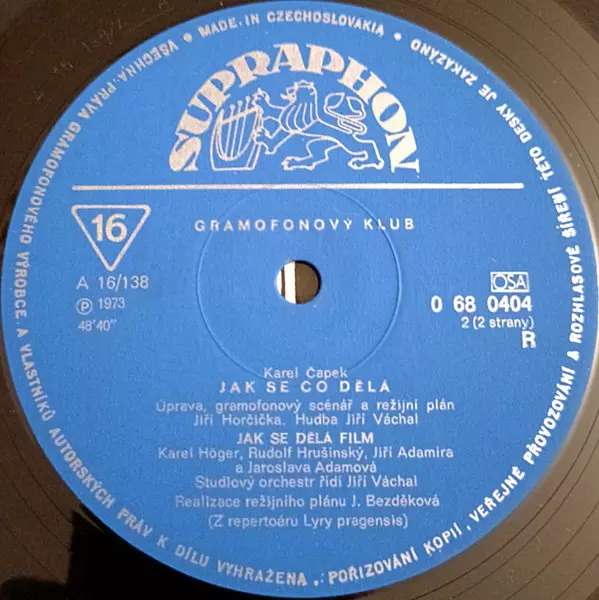 VŠECHNA PRÁVA GRAMOFONOVÉHO VÝROBCE A VLASTNÍKŮ AUTORSKÝCH PRÁV K DÍLU VYHRAŽENA. POŘIZOVÁNÍ KOPIÍ, VEŘEJNÉ PROVOZOVÁNÍ A ROZHLASOVÉ ŠÍŘENÍ TÉTO DESKY JE ZAKÁZÁNO • MADE IN CZECHOSLOVAKIA •
SUPRAPHON
16
GRAMOFONOVÝ KLUB
A 16/138
Ⓟ 1973
48'40"
OSA
0 68 0404
2 (2 strany)
R
Karel Čapek
JAK SE CO DĚLÁ
Úprava, gramofonový scénář a režijní plán
Jiří Horčička. Hudba Jiří Váchal
JAK SE DĚLÁ FILM
Karel Höger, Rudolf Hrušínský, Jiří Adamíra
a Jaroslava Adamová
Studiový orchestr řídí Jiří Váchal
Realizace režijního plánu J. Bezděková
(Z repertoáru Lyry pragensis)